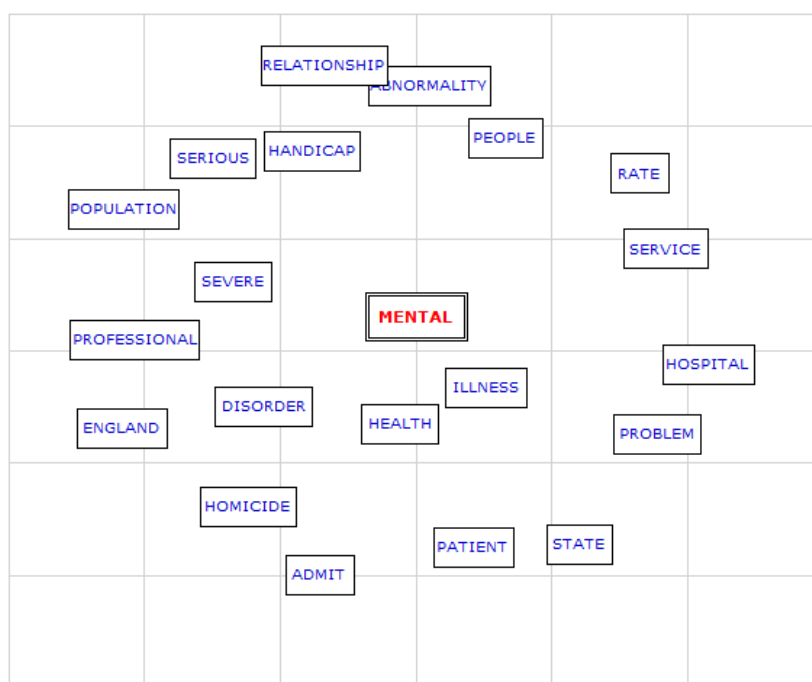 RELATIONSHIP
ABNORMALITY
PEOPLE
HANDICAP
SERIOUS
RATE
POPULATION
SERVICE
SEVERE
MENTAL
PROFESSIONAL
HOSPITAL
ILLNESS
DISORDER
HEALTH
ENGLAND
PROBLEM
HOMICIDE
STATE
PATIENT
ADMIT